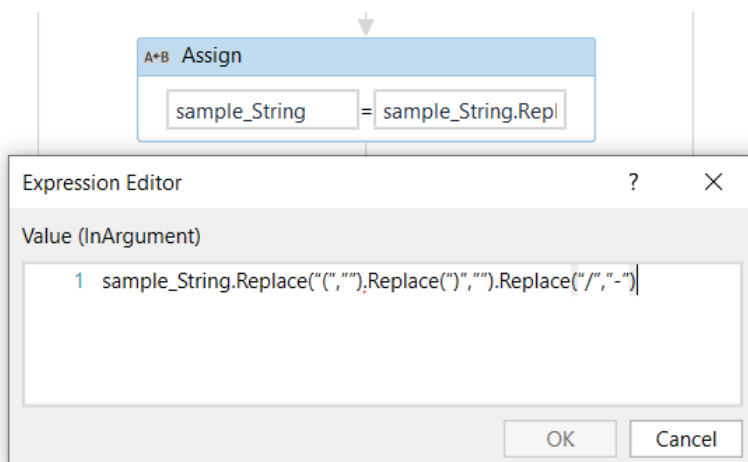 A+B Assign
sample_String = sample_String.Repl
Expression Editor ? ×
Value (InArgument)
1 sample_String.Replace(“(“,””).Replace(“)”,””).Replace(“/”,”-”)
OK Cancel